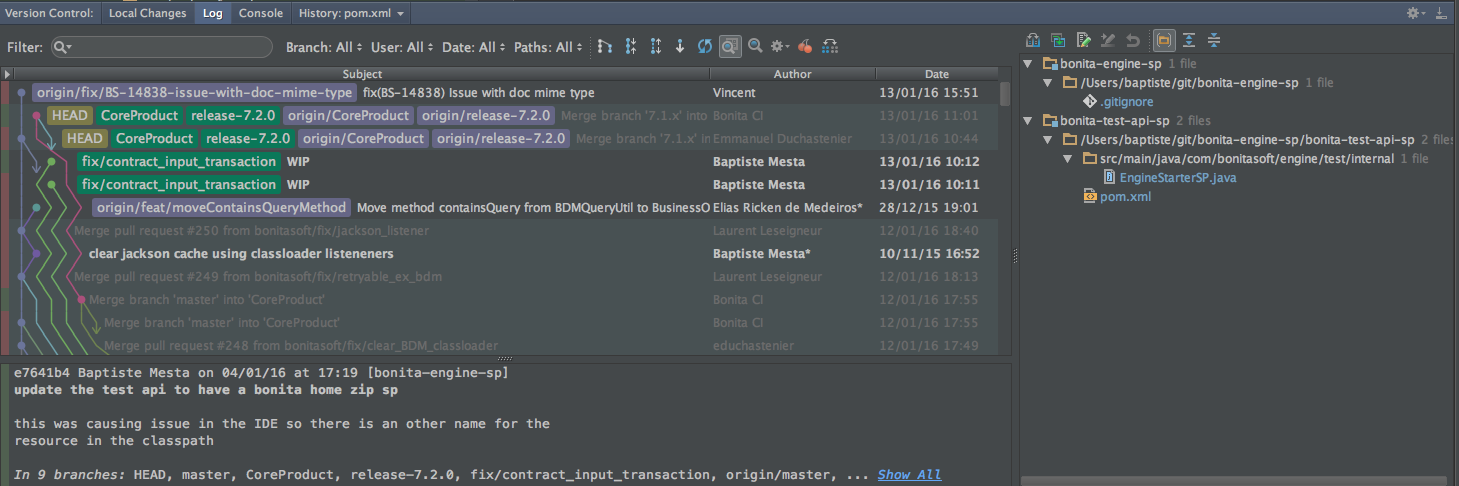 Version Control: Local Changes Log Console History: pom.xml
Filter: Branch: All User: All Date: All Paths: All
Subject Author Date
origin/fix/BS-14838-issue-with-doc-mime-type fix(BS-14838) Issue with doc mime type Vincent 13/01/16 15:51
HEAD CoreProduct release-7.2.0 origin/CoreProduct origin/release-7.2.0 Merge branch '7.1.x' into Bonita CI 13/01/16 11:01
HEAD CoreProduct release-7.2.0 origin/CoreProduct origin/release-7.2.0 Merge branch '7.1.x' in Emmanuel Duchastenier 13/01/16 10:44
fix/contract_input_transaction WIP Baptiste Mesta 13/01/16 10:12
fix/contract_input_transaction WIP Baptiste Mesta 13/01/16 10:11
origin/feat/moveContainsQueryMethod Move method containsQuery from BDMQueryUtil to BusinessO Elias Ricken de Medeiros* 28/12/15 19:01
Merge pull request #250 from bonitasoft/fix/jackson_listener Laurent Leseigneur 12/01/16 18:40
clear jackson cache using classloader listeneners Baptiste Mesta* 10/11/15 16:52
Merge pull request #249 from bonitasoft/fix/retryable_ex_bdm Laurent Leseigneur 12/01/16 18:13
Merge branch 'master' into 'CoreProduct' Bonita CI 12/01/16 17:55
Merge branch 'master' into 'CoreProduct' Bonita CI 12/01/16 17:55
Merge pull request #248 from bonitasoft/fix/clear_BDM_classloader educhastenier 12/01/16 17:49
e7641b4 Baptiste Mesta on 04/01/16 at 17:19 [bonita-engine-sp]
update the test api to have a bonita home zip sp
this was causing issue in the IDE so there is an other name for the
resource in the classpath
In 9 branches: HEAD, master, CoreProduct, release-7.2.0, fix/contract_input_transaction, origin/master, ... Show All
bonita-engine-sp 1 file
/Users/baptiste/git/bonita-engine-sp 1 file
.gitignore
bonita-test-api-sp 2 files
/Users/baptiste/git/bonita-engine-sp/bonita-test-api-sp 2 files
src/main/java/com/bonitasoft/engine/test/internal 1 file
EngineStarterSP.java
pom.xml